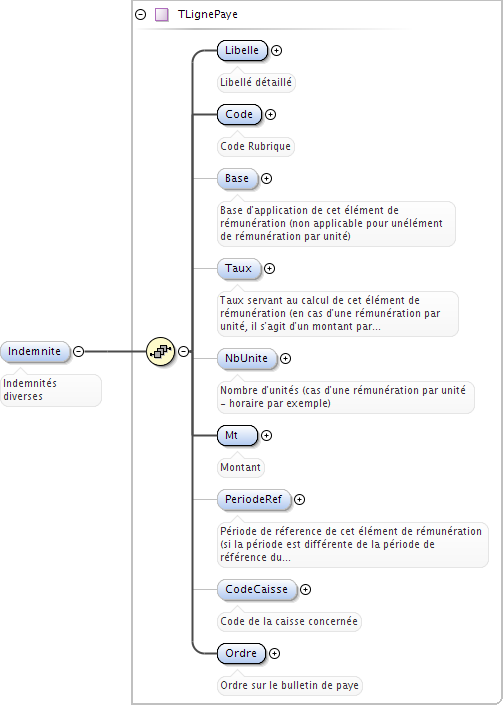 TLignePaye
Libelle
Libellé détaillé
Code
Code Rubrique
Base
Base d'application de cet élément de
rémunération (non applicable pour unélément
de rémunération par unité)
Taux
Taux servant au calcul de cet élément de
rémunération (en cas d'une rémunération par
unité, il s'agit d'un montant par...
Indemnite
Indemnités
diverses
NbUnite
Nombre d'unités (cas d'une rémunération par unité
- horaire par exemple)
Mt
Montant
PeriodeRef
Période de réference de cet élément de rémunération
(si la période est différente de la période de
référence du...
CodeCaisse
Code de la caisse concernée
Ordre
Ordre sur le bulletin de paye